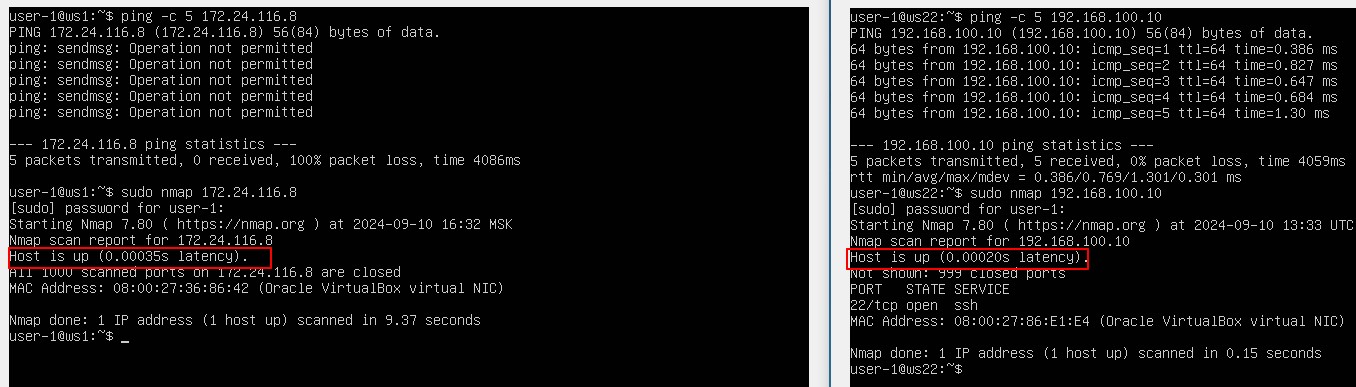 user-1@ws1:~$ ping -c 5 172.24.116.8
PING 172.24.116.8 (172.24.116.8) 56(84) bytes of data.
ping: sendmsg: Operation not permitted
ping: sendmsg: Operation not permitted
ping: sendmsg: Operation not permitted
ping: sendmsg: Operation not permitted
ping: sendmsg: Operation not permitted
--- 172.24.116.8 ping statistics ---
5 packets transmitted, 0 received, 100% packet loss, time 4086ms
user-1@ws1:~$ sudo nmap 172.24.116.8
[sudo] password for user-1:
Starting Nmap 7.80 ( https://nmap.org ) at 2024-09-10 16:32 MSK
Nmap scan report for 172.24.116.8
Host is up (0.00035s latency).
All 1000 scanned ports on 172.24.116.8 are closed
MAC Address: 08:00:27:36:86:42 (Oracle VirtualBox virtual NIC)
Nmap done: 1 IP address (1 host up) scanned in 9.37 seconds
user-1@ws1:~$ _
user-1@ws22:~$ ping -c 5 192.168.100.10
PING 192.168.100.10 (192.168.100.10) 56(84) bytes of data.
64 bytes from 192.168.100.10: icmp_seq=1 ttl=64 time=0.386 ms
64 bytes from 192.168.100.10: icmp_seq=2 ttl=64 time=0.827 ms
64 bytes from 192.168.100.10: icmp_seq=3 ttl=64 time=0.647 ms
64 bytes from 192.168.100.10: icmp_seq=4 ttl=64 time=0.684 ms
64 bytes from 192.168.100.10: icmp_seq=5 ttl=64 time=1.30 ms
--- 192.168.100.10 ping statistics ---
5 packets transmitted, 5 received, 0% packet loss, time 4059ms
rtt min/avg/max/mdev = 0.386/0.769/1.301/0.301 ms
user-1@ws22:~$ sudo nmap 192.168.100.10
[sudo] password for user-1:
Starting Nmap 7.80 ( https://nmap.org ) at 2024-09-10 13:33 UTC
Nmap scan report for 192.168.100.10
Host is up (0.00020s latency).
Not shown: 999 closed ports
PORT   STATE SERVICE
22/tcp open  ssh
MAC Address: 08:00:27:86:E1:E4 (Oracle VirtualBox virtual NIC)
Nmap done: 1 IP address (1 host up) scanned in 0.15 seconds
user-1@ws22:~$